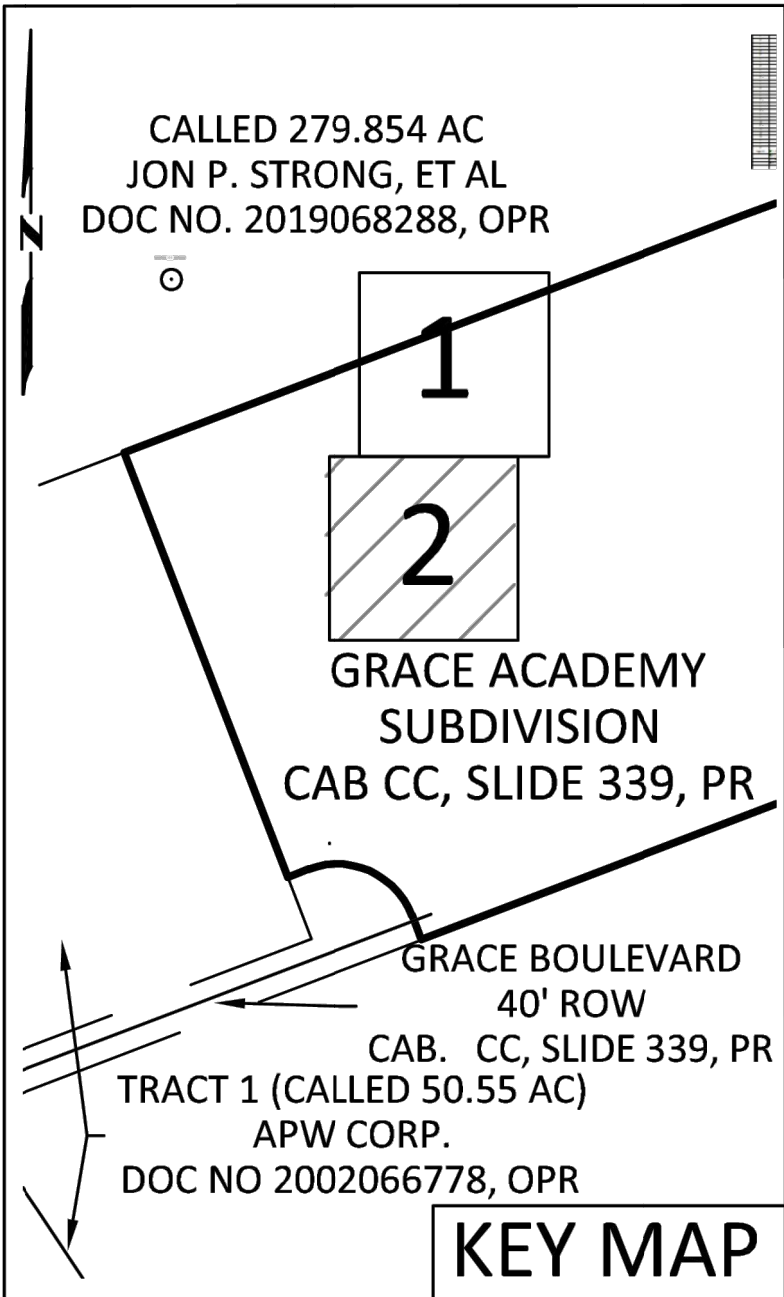 CALLED 279.854 AC
JON P. STRONG, ET AL
DOC NO. 2019068288, OPR
N
1
2
GRACE ACADEMY
SUBDIVISION
CAB CC, SLIDE 339, PR
GRACE BOULEVARD
40' ROW
CAB. CC, SLIDE 339, PR
TRACT 1 (CALLED 50.55 AC)
APW CORP.
DOC NO 2002066778, OPR
KEY MAP